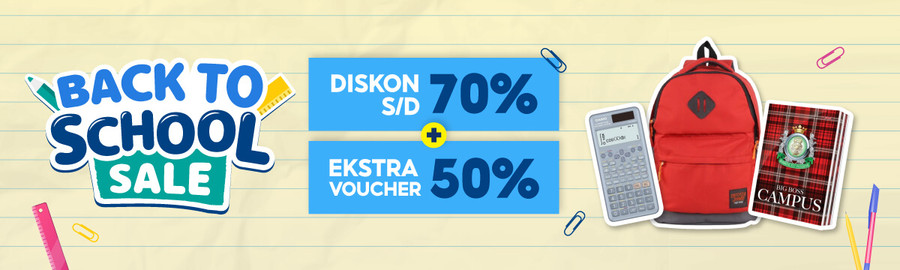 BACK TO
SCHOOL
SALE
DISKON
S/D
70%
+
EKSTRA
VOUCHER
50%
BIG BOSS
CAMPUS